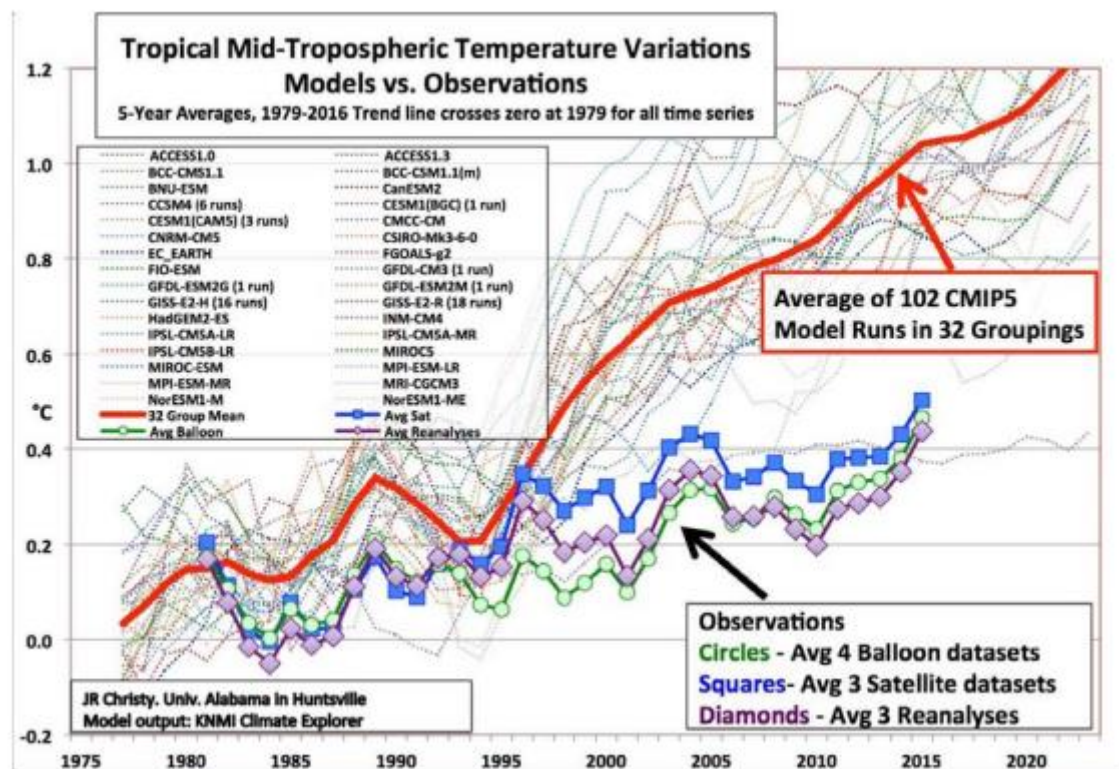 Tropical Mid-Tropospheric Temperature Variations
Models vs. Observations
5-Year Averages, 1979-2016 Trend line crosses zero at 1979 for all time series
1.2
1.0
0.8
0.6
°C
0.4
0.2
0.0
-0.2
ACCESS1.0 ACCESS1.3
BCC-CMS1.1 BCC-CSM1.1(m)
BNU-ESM CanESM2
CCSM4 (6 runs) CESM1(BGC) (1 run)
CESM1(CAM5) (3 runs) CMCC-CM
CNRM-CM5 CSIRO-Mk3-6-0
EC_EARTH FGOALS-g2
FIO-ESM GFDL-CM3 (1 run)
GFDL-ESM2G (1 run) GFDL-ESM2M (1 run)
GISS-E2-H (16 runs) GISS-E2-R (18 runs)
HadGEM2-ES INM-CM4
IPSL-CM5A-LR IPSL-CM5A-MR
IPSL-CM5B-LR MIROC5
MIROC-ESM MPI-ESM-LR
MPI-ESM-MR MRI-CGCM3
NorESM1-M NorESM1-ME
32 Group Mean Avg Sat
Avg Balloon Avg Reanalyses
Average of 102 CMIP5
Model Runs in 32 Groupings
Observations
Circles - Avg 4 Balloon datasets
Squares- Avg 3 Satellite datasets
Diamonds - Avg 3 Reanalyses
JR Christy. Univ. Alabama in Huntsville
Model output: KNMI Climate Explorer
1975 1980 1985 1990 1995 2000 2005 2010 2015 2020